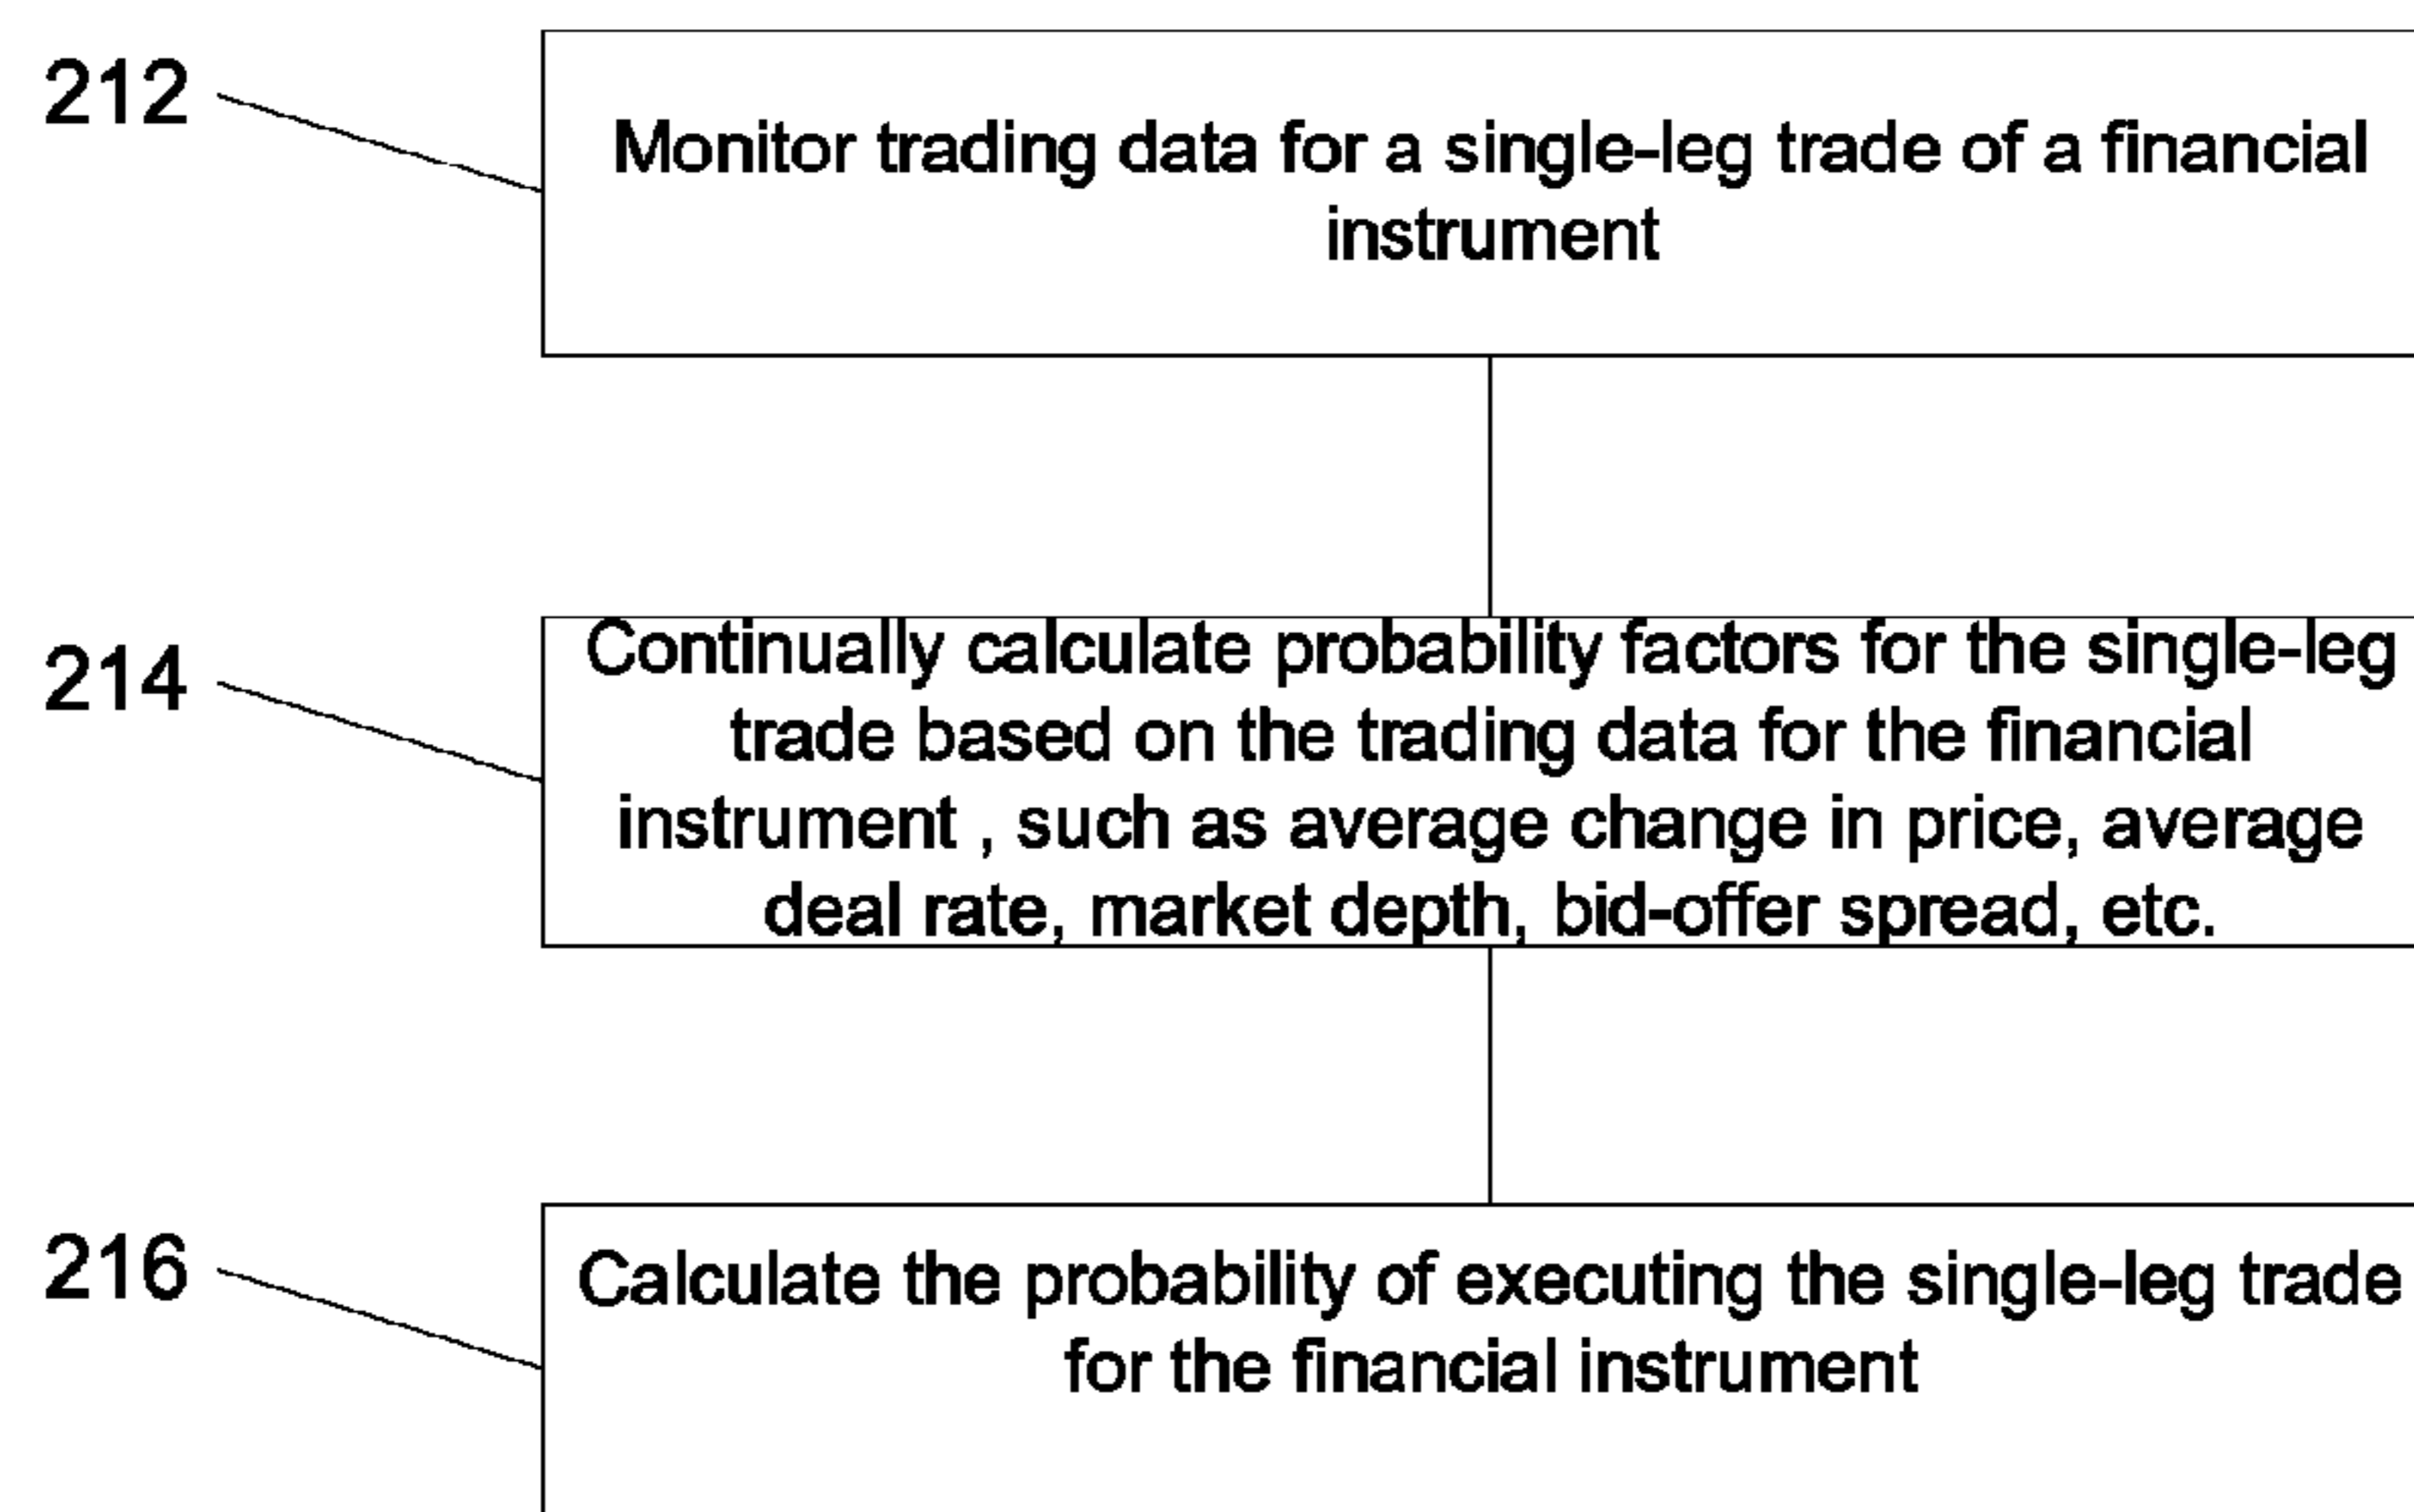 212
Monitor trading data for a single-leg trade of a financial
instrument
214
Continually calculate probability factors for the single-leg
trade based on the trading data for the financial
instrument , such as average change in price, average
deal rate, market depth, bid-offer spread, etc.
216
Calculate the probability of executing the single-leg trade
for the financial instrument